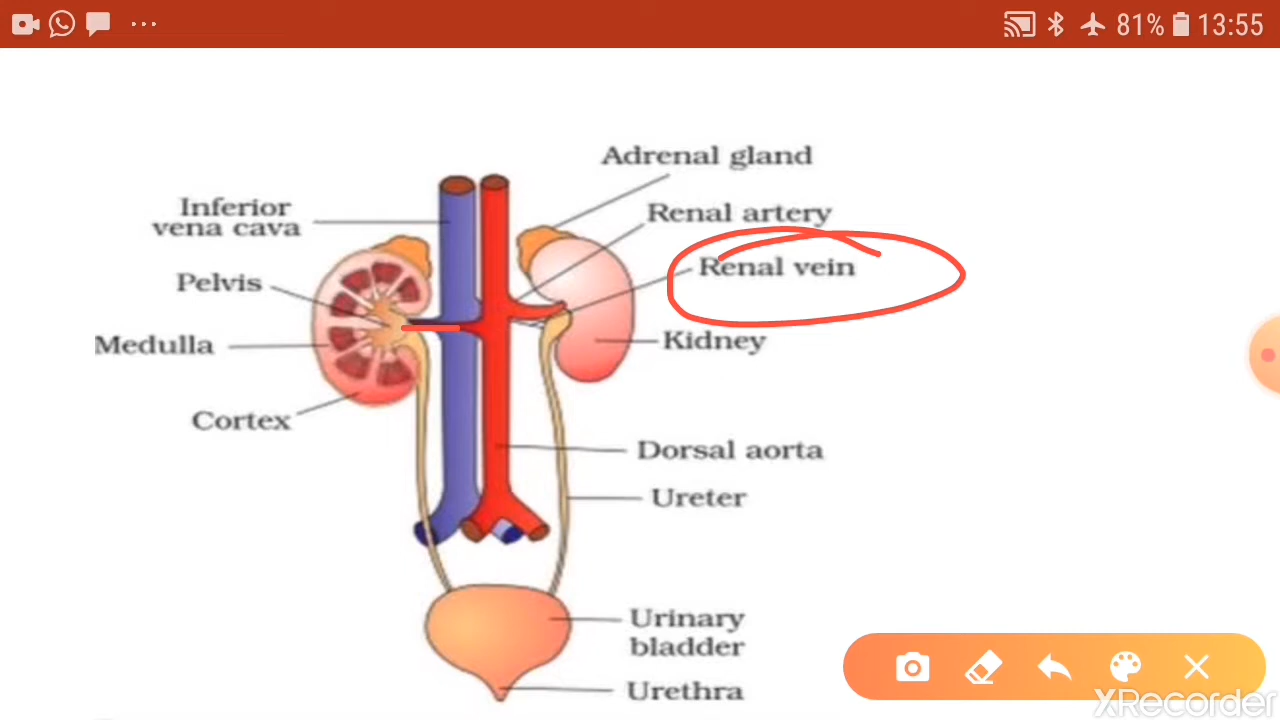 81% 13:55
Adrenal gland
Inferior
vena cava
Renal artery
Renal vein
Pelvis
Kidney
Medulla
Cortex
Dorsal aorta
Ureter
Urinary
bladder
Urethra
XRecorder